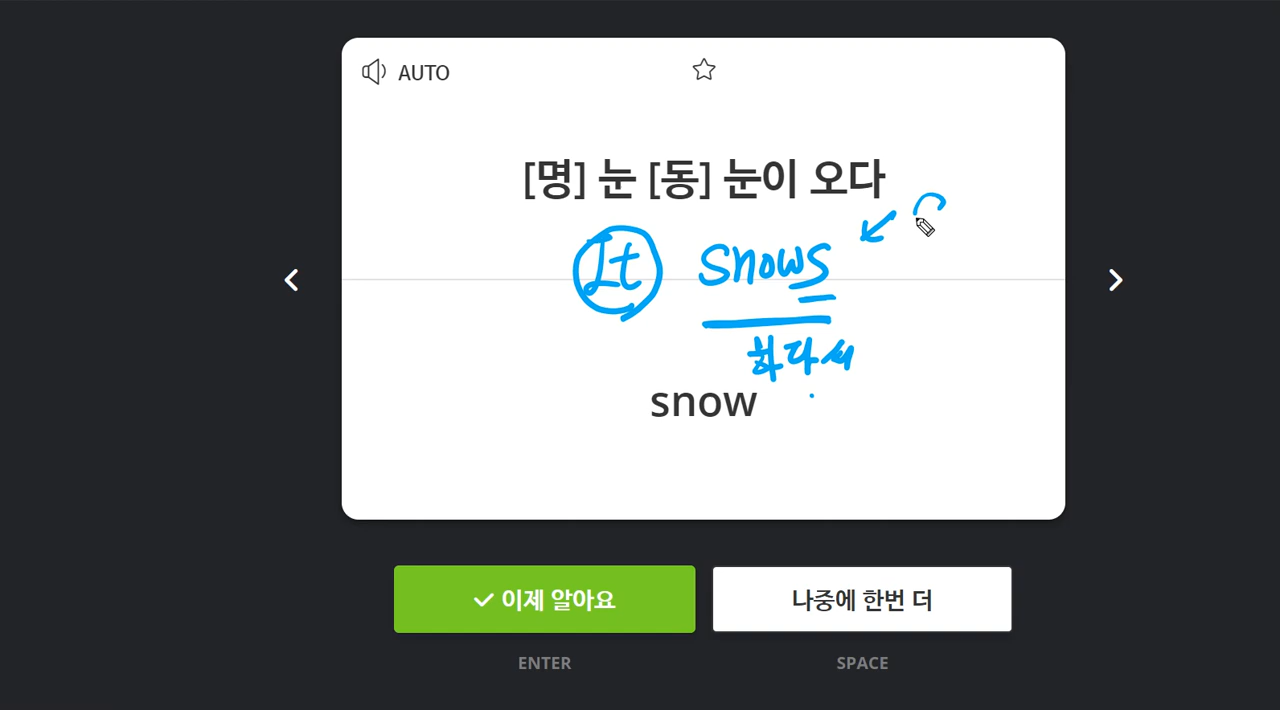 AUTO
[명] 눈 [동] 눈이 오다
It snows
하다씨
snow
이제 알아요
나중에 한번 더
ENTER
SPACE